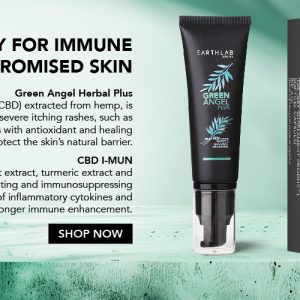 Y FOR IMMUNE
PROMISED SKIN
Green Angel Herbal Plus
(CBD) extracted from hemp, is
severe itching rashes, such as
s with antioxidant and healing
otect the skin's natural barrier.
CBD I-MUN
t extract, turmeric extract and
ting and immunosuppressing
of inflammatory cytokines and
onger immune enhancement.
SHOP NOW
EARTHLAB
GREEN
ANGEL
PLUS